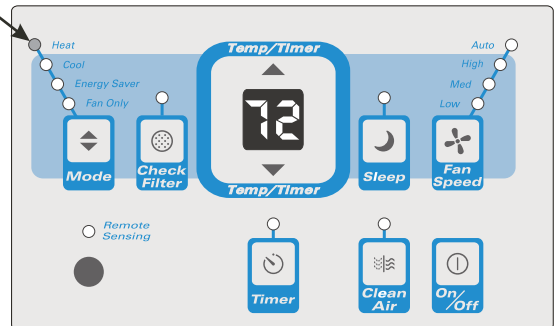 Heat
Cool
Energy Saver
Fan Only
Mode
Check
Filter
Temp/Timer
72
Temp/Timer
Sleep
Auto
High
Med
Low
Fan
Speed
Remote
Sensing
Timer
Clean
Air
On/Off